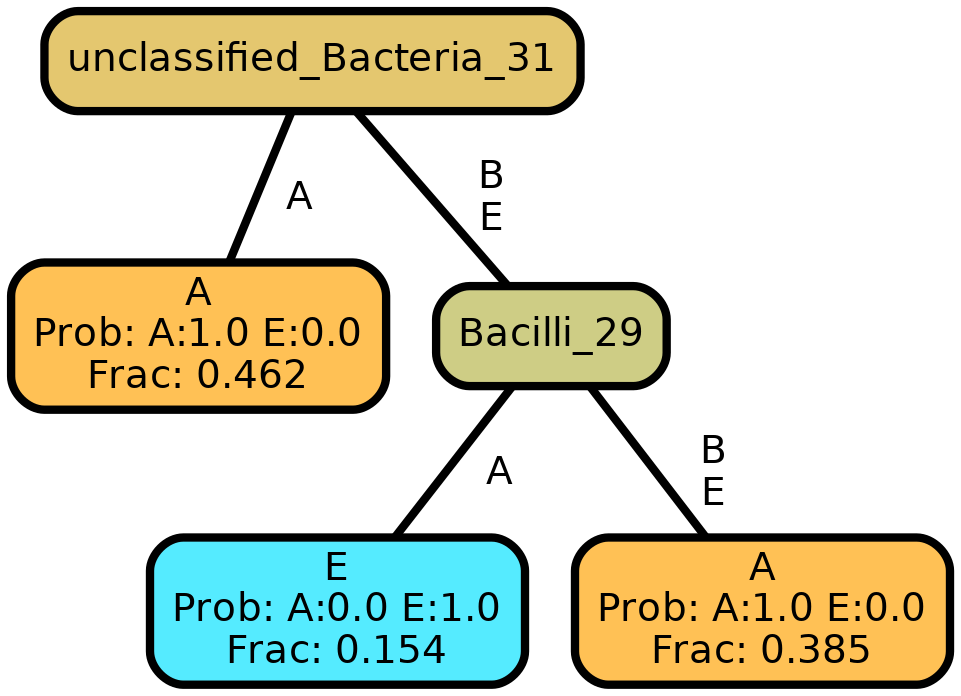 unclassified_Bacteria_31
A
B
E
A
Prob: A:1.0 E:0.0
Frac: 0.462
Bacilli_29
A
B
E
E
Prob: A:0.0 E:1.0
Frac: 0.154
A
Prob: A:1.0 E:0.0
Frac: 0.385